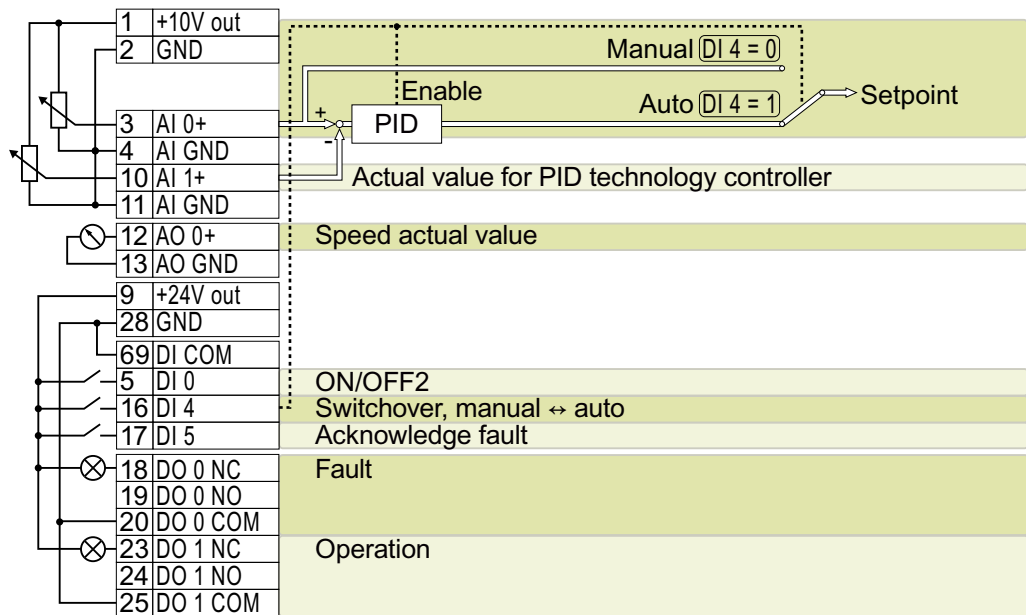 1 +10V out
2 GND
Manual DI 4 = 0
Enable
Auto DI 4 = 1
Setpoint
3 AI 0+
+
PID
-
4 AI GND
10 AI 1+ Actual value for PID technology controller
11 AI GND
12 AO 0+ Speed actual value
13 AO GND
9 +24V out
28 GND
69 DI COM
5 DI 0 ON/OFF2
16 DI 4 Switchover, manual ↔ auto
17 DI 5 Acknowledge fault
18 DO 0 NC Fault
19 DO 0 NO
20 DO 0 COM
23 DO 1 NC Operation
24 DO 1 NO
25 DO 1 COM